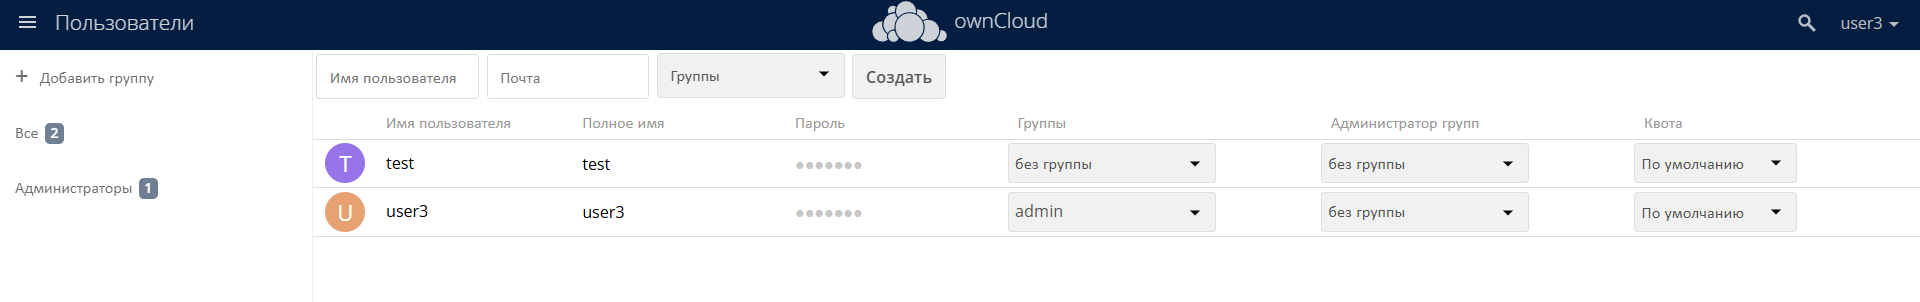 Пользователи
ownCloud
user3
+ Добавить группу
Все 2
Администраторы 1
Имя пользователя Почта Группы Создать
Имя пользователя Полное имя Пароль Группы Администратор групп Квота
T test test ●●●●●●● без группы без группы По умолчанию
U user3 user3 ●●●●●●● admin без группы По умолчанию